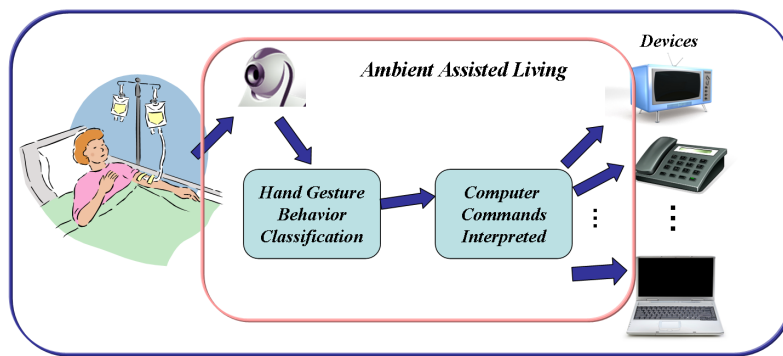 Devices
Ambient Assisted Living
Hand Gesture
Behavior
Classification
Computer
Commands
Interpreted